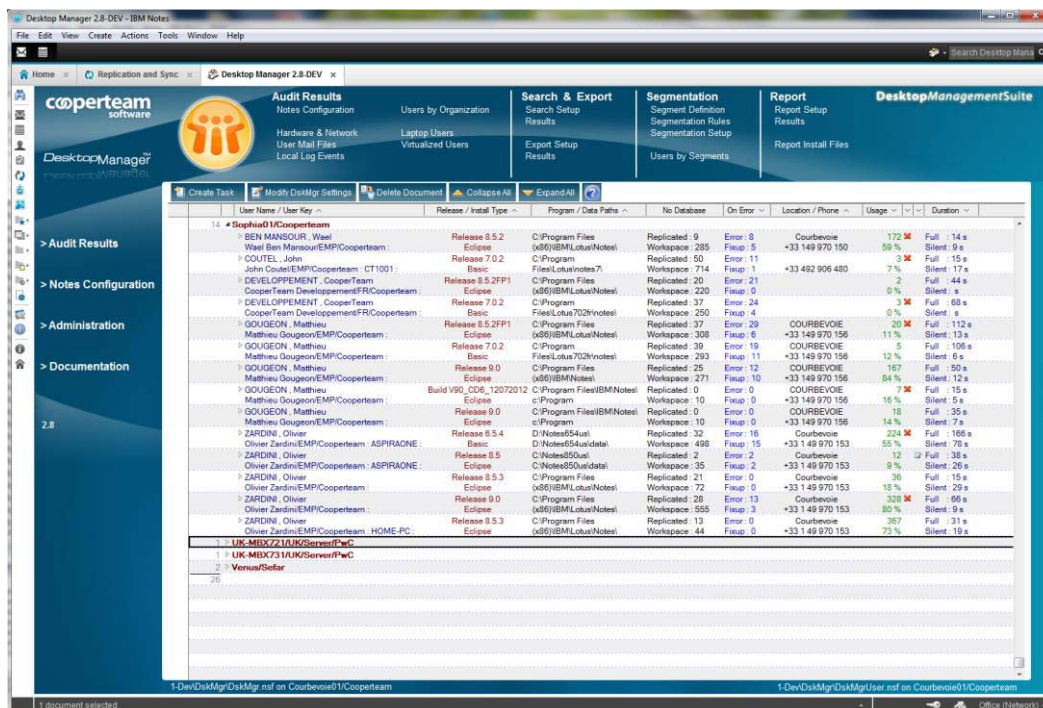 Desktop Manager 2.8-DEV - IBM Notes
File Edit View Create Actions Tools Window Help
Search Desktop Mana
Home Replication and Sync Desktop Manager 2.8-DEV
cooperteam software
DesktopManager
Audit Results
Notes Configuration Users by Organization
Hardware & Network Laptop Users
User Mail Files Virtualized Users
Local Log Events
Search & Export
Search Setup
Results
Export Setup
Results
Segmentation
Segment Definition
Segmentation Rules
Segmentation Setup
Users by Segments
Report
Report Setup
Results
Report Install Files
DesktopManagementSuite
>Audit Results
>Notes Configuration
>Administration
>Documentation
2.8
Create Task Modify DskMgr Settings Delete Document Collapse All Expand All
User Name / User Key Release / Install Type Program / Data Paths No Database On Error Location / Phone Usage Duration
14 Sophia01/Cooperteam
BEN MANSOUR , Wael Release 8.5.2 C:\Program Files Replicated : 9 Error : 8 Courbevoie 172 Full : 14 s
Wael Ben Mansour/EMP/Cooperteam : Eclipse (x86)\IBM\Lotus\Notes\ Workspace : 285 Fixup : 5 +33 149 970 150 59 % Silent : 9 s
COUTEL , John Release 7.0.2 C:\Program Replicated : 50 Error : 11 3 Full : 15 s
John Coutel/EMP/Cooperteam : CT1001 : Basic Files\Lotus\notes7\ Workspace : 714 Fixup : 1 +33 492 906 480 7 % Silent : 17 s
DEVELOPPEMENT , CooperTeam Release 8.5.2FP1 C:\Program Files Replicated : 20 Error : 21 2 Full : 44 s
CooperTeam Developpement/FR/Cooperteam : Eclipse (x86)\IBM\Lotus\Notes\ Workspace : 220 Fixup : 0 0 % Silent : s
DEVELOPPEMENT , CooperTeam Release 7.0.2 C:\Program Replicated : 37 Error : 24 3 Full : 68 s
CooperTeam Developpement/FR/Cooperteam : Basic Files\Lotus702fr\notes\ Workspace : 250 Fixup : 4 0 % Silent : s
GOUGEON , Matthieu Release 8.5.2FP1 C:\Program Files Replicated : 37 Error : 29 COURBEVOIE 20 Full : 112 s
Matthieu Gougeon/EMP/Cooperteam : Eclipse (x86)\IBM\Lotus\Notes\ Workspace : 308 Fixup : 6 +33 149 970 156 11 % Silent : 13 s
GOUGEON , Matthieu Release 7.0.2 C:\Program Replicated : 39 Error : 19 COURBEVOIE 5 Full : 106 s
Matthieu Gougeon/EMP/Cooperteam : Basic Files\Lotus702fr\notes\ Workspace : 293 Fixup : 11 +33 149 970 156 12 % Silent : 6 s
GOUGEON , Matthieu Release 9.0 C:\Program Files Replicated : 25 Error : 12 COURBEVOIE 167 Full : 50 s
Matthieu Gougeon/EMP/Cooperteam : Eclipse (x86)\IBM\Notes\ Workspace : 271 Fixup : 10 +33 149 970 156 84 % Silent : 12 s
GOUGEON , Matthieu Build V90_CD6_12072012 C:\Program Files\IBM\Notes\ Replicated : 0 Error : 0 COURBEVOIE 7 Full : 15 s
Matthieu Gougeon/EMP/Cooperteam : Eclipse c:\Program Workspace : 10 Fixup : 0 +33 149 970 156 16 % Silent : 5 s
GOUGEON , Matthieu Release 9.0 C:\Program Files\IBM\Notes\ Replicated : 0 Error : 0 COURBEVOIE 18 Full : 35 s
Matthieu Gougeon/EMP/Cooperteam : Eclipse c:\Program Workspace : 10 Fixup : 0 +33 149 970 156 14 % Silent : 7 s
ZARDINI , Olivier Release 6.5.4 D:\Notes654us\ Replicated : 32 Error : 16 Courbevoie 224 Full : 166 s
Olivier Zardini/EMP/Cooperteam : ASPIRAONE : Basic D:\Notes654us\data\ Workspace : 498 Fixup : 15 +33 1 49 970 153 55 % Silent : 78 s
ZARDINI , Olivier Release 8.5 C:\Notes850us\ Replicated : 2 Error : 2 Courbevoie 12 Full : 38 s
Olivier Zardini/EMP/Cooperteam : ASPIRAONE : Eclipse C:\Notes850us\data\ Workspace : 35 Fixup : 2 +33 1 49 970 153 9 % Silent : 26 s
ZARDINI , Olivier Release 8.5.3 C:\Program Files Replicated : 21 Error : 0 Courbevoie 36 Full : 15 s
Olivier Zardini/EMP/Cooperteam : Eclipse (x86)\IBM\Lotus\Notes\ Workspace : 72 Fixup : 0 +33 1 49 970 153 18 % Silent : 29 s
ZARDINI , Olivier Release 9.0 C:\Program Files Replicated : 28 Error : 13 Courbevoie 328 Full : 66 s
Olivier Zardini/EMP/Cooperteam : Eclipse (x86)\IBM\Lotus\Notes\ Workspace : 555 Fixup : 3 +33 1 49 970 153 80 % Silent : 9 s
ZARDINI , Olivier Release 8.5.3 C:\Program Files Replicated : 13 Error : 0 Courbevoie 367 Full : 31 s
Olivier Zardini/EMP/Cooperteam : HOME-PC : Eclipse (x86)\IBM\Lotus\Notes\ Workspace : 44 Fixup : 0 +33 1 49 970 153 73 % Silent : 19 s
1 UK-MBX721/UK/Server/PwC
1 UK-MBX731/UK/Server/PwC
2 Venus/Sefar
26
1-Dev\DskMgr\DskMgr.nsf on Courbevoie01/Cooperteam 1-Dev\DskMgr\DskMgrUser.nsf on Courbevoie01/Cooperteam
1 document selected Office (Network)